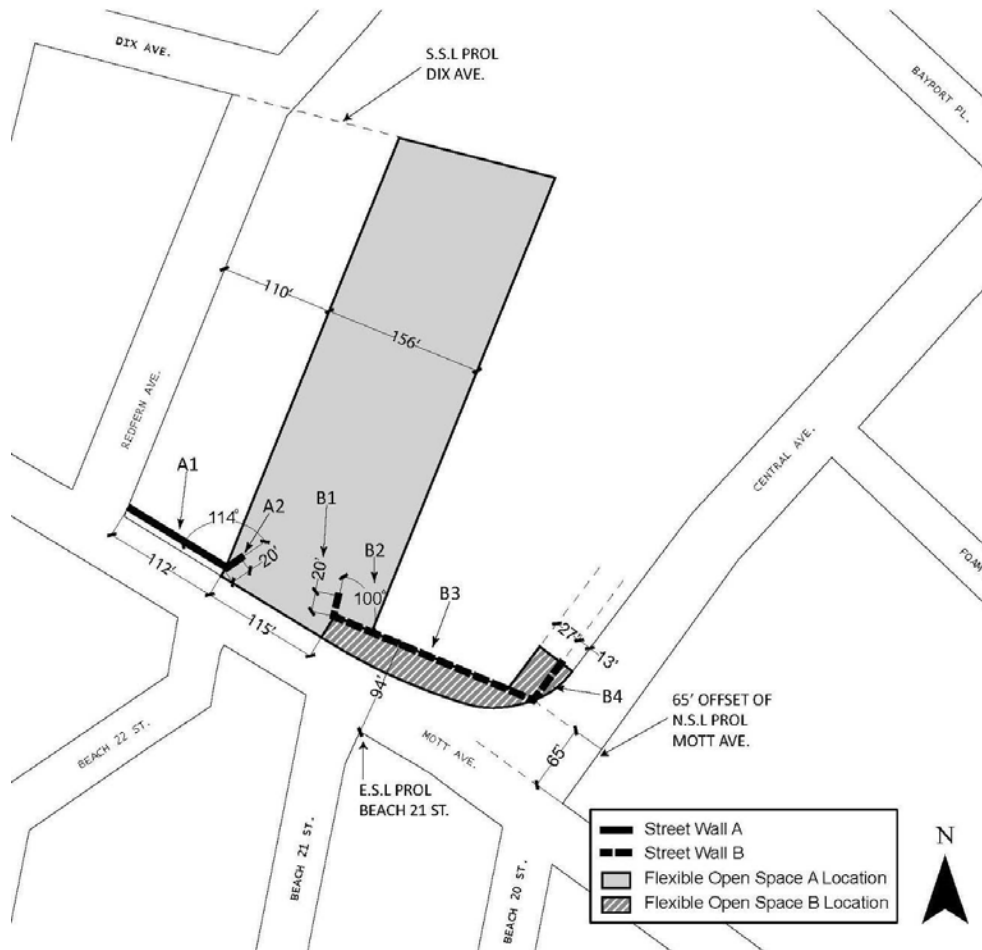 DIX AVE.
S.S.L PROL
DIX AVE.
BAYPORT PL.
110'
156'
REDFERN AVE.
CENTRAL AVE.
A1
114°
A2
20'
B1
20'
B2
100°
B3
112'
115'
FOAM
27'
13'
B4
94'
65' OFFSET OF
N.S.L PROL
MOTT AVE.
65'
BEACH 22 ST.
MOTT AVE.
E.S.L PROL
BEACH 21 ST.
BEACH 21 ST.
BEACH 20 ST.
Street Wall A
Street Wall B
Flexible Open Space A Location
Flexible Open Space B Location
N